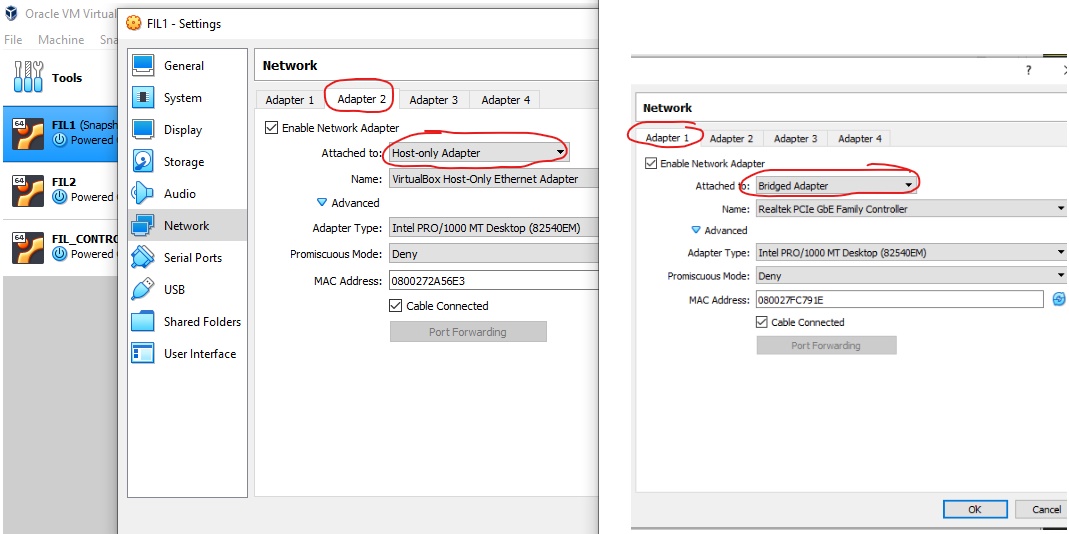 Oracle VM Virtual
File Machine Sna
Tools
64
FIL1 (Snapsh
Powered
64
FIL2
Powered
64
FIL_CONTRO
Powered
FIL1 - Settings
General
System
Display
Storage
Audio
Network
Serial Ports
USB
Shared Folders
User Interface
Network
Adapter 1 Adapter 2 Adapter 3 Adapter 4
Enable Network Adapter
Attached to: Host-only Adapter
Name: VirtualBox Host-Only Ethernet Adapter
Advanced
Adapter Type: Intel PRO/1000 MT Desktop (82540EM)
Promiscuous Mode: Deny
MAC Address: 0800272A56E3
Cable Connected
Port Forwarding
?
Network
Adapter 1 Adapter 2 Adapter 3 Adapter 4
Enable Network Adapter
Attached to: Bridged Adapter
Name: Realtek PCIe GbE Family Controller
Advanced
Adapter Type: Intel PRO/1000 MT Desktop (82540EM)
Promiscuous Mode: Deny
MAC Address: 080027FC791E
Cable Connected
Port Forwarding
OK Cancel